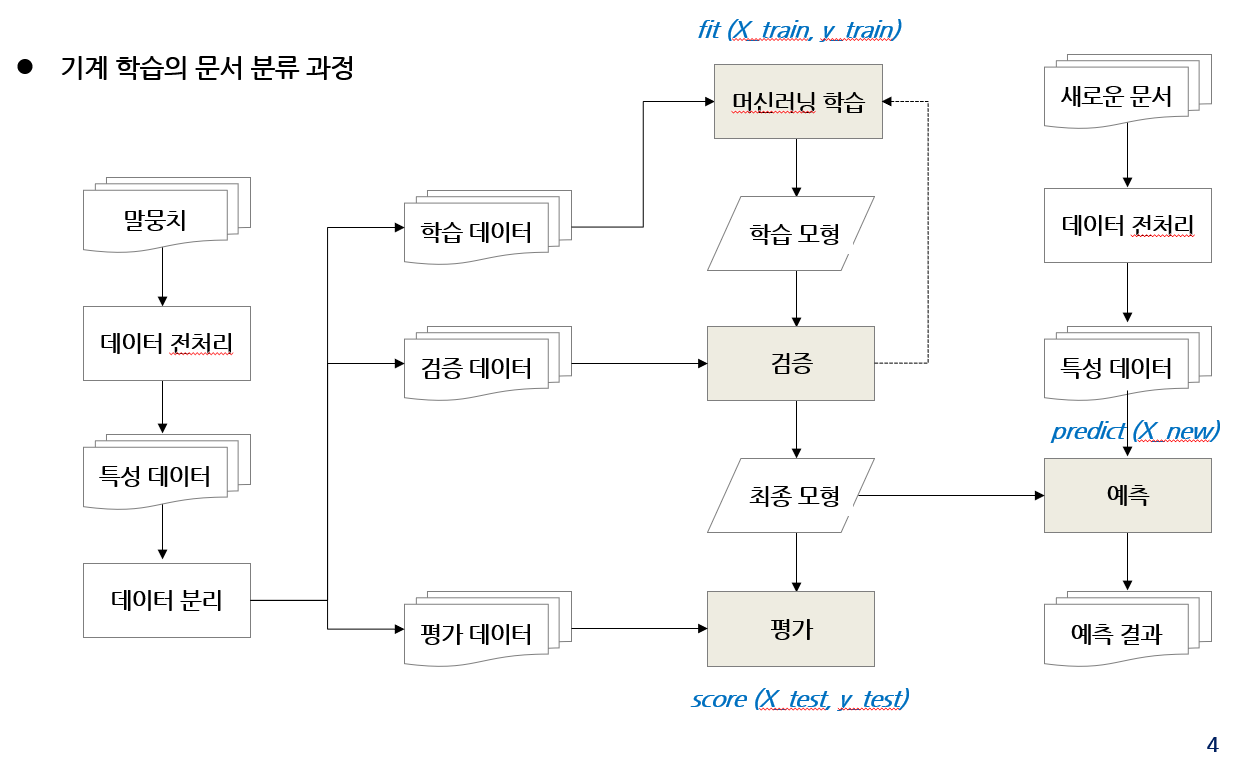 ● 기계 학습의 문서 분류 과정
말뭉치
데이터 전처리
특성 데이터
데이터 분리
학습 데이터
검증 데이터
평가 데이터
fit (X_train, y_train)
머신러닝 학습
학습 모형
검증
최종 모형
평가
score (X_test, y_test)
새로운 문서
데이터 전처리
특성 데이터
predict (X_new)
예측
예측 결과
4